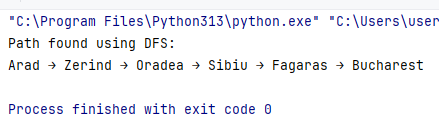 "C:\Program Files\Python313\python.exe" "C:\Users\user
Path found using DFS:
Arad → Zerind → Oradea → Sibiu → Fagaras → Bucharest
Process finished with exit code 0